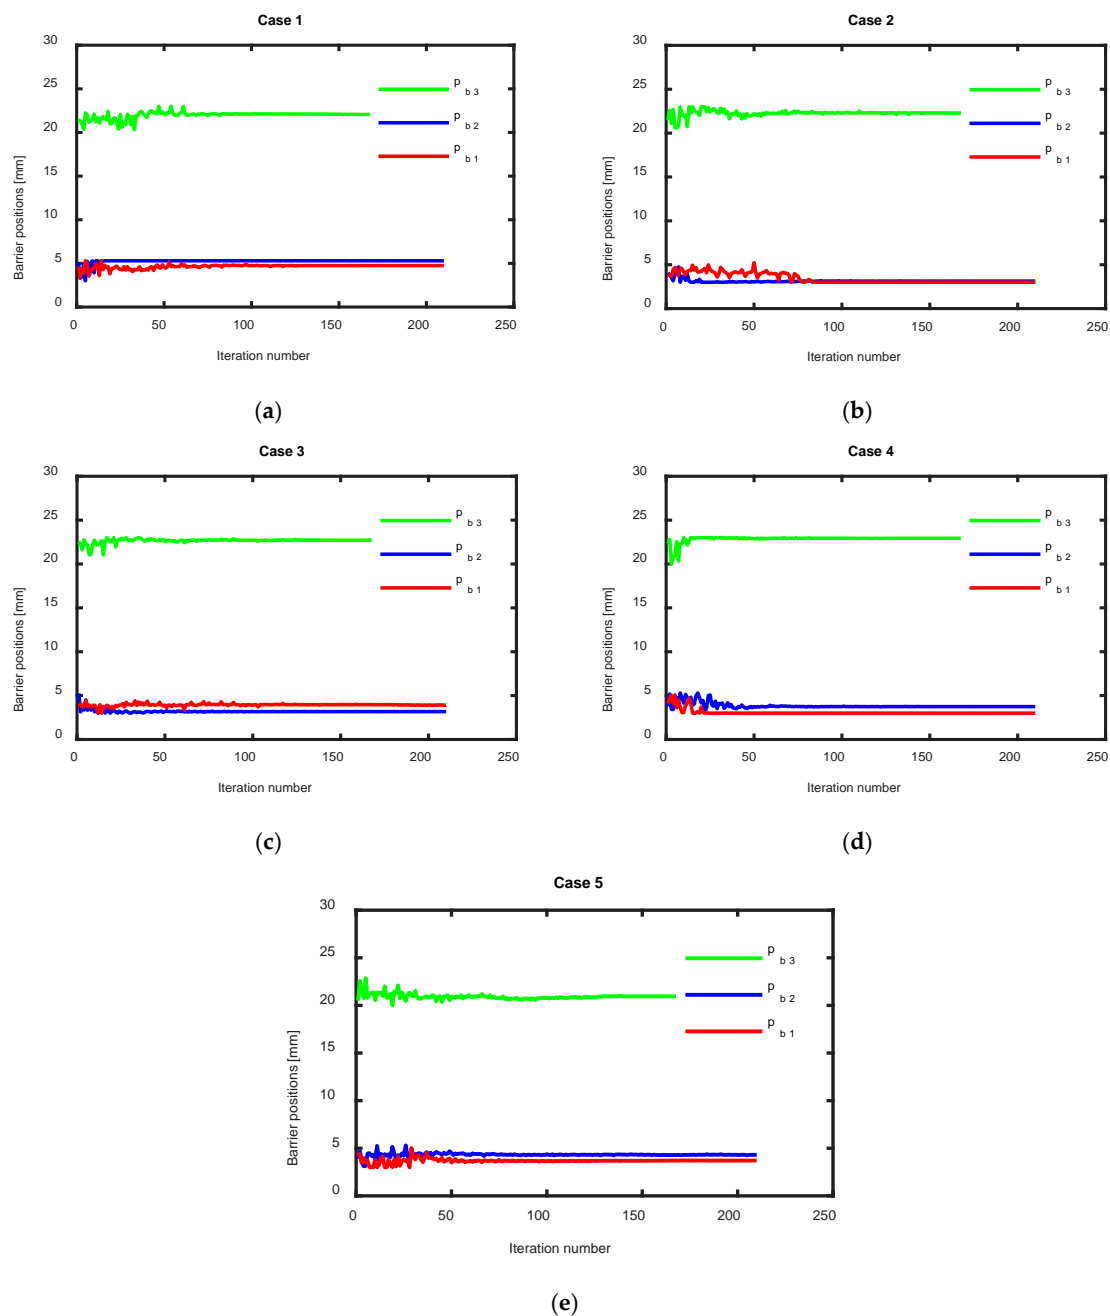 Case 1
30
25
20
15
10
5
0
Barrier positions [mm]
p b 3
p b 2
p b 1
0 50 100 150 200 250
Iteration number
(a)
Case 2
30
25
20
15
10
5
0
Barrier positions [mm]
p b 3
p b 2
p b 1
0 50 100 150 200 250
Iteration number
(b)
Case 3
30
25
20
15
10
5
0
Barrier positions [mm]
p b 3
p b 2
p b 1
0 50 100 150 200 250
Iteration number
(c)
Case 4
30
25
20
15
10
5
0
Barrier positions [mm]
p b 3
p b 2
p b 1
0 50 100 150 200 250
Iteration number
(d)
Case 5
30
25
20
15
10
5
0
Barrier positions [mm]
p b 3
p b 2
p b 1
0 50 100 150 200 250
Iteration number
(e)